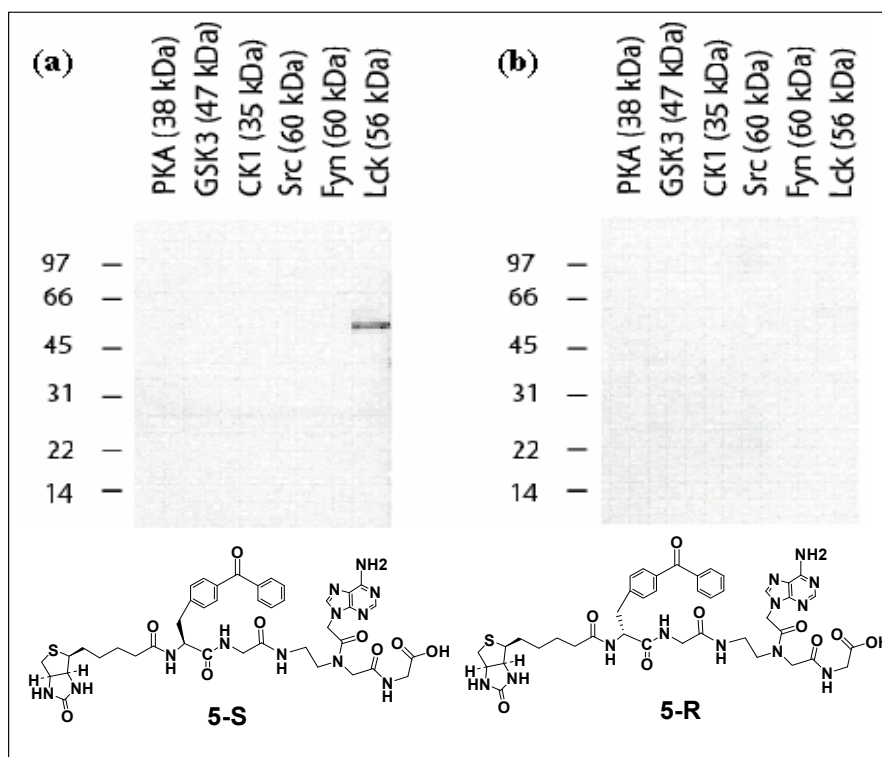 (a)
PKA (38 kDa)
GSK3 (47 kDa)
CK1 (35 kDa)
Src (60 kDa)
Fyn (60 kDa)
Lck (56 kDa)
97
66
45
31
22
14
(b)
PKA (38 kDa)
GSK3 (47 kDa)
CK1 (35 kDa)
Src (60 kDa)
Fyn (60 kDa)
Lck (56 kDa)
97
66
45
31
22
14
O
NH2
N
N
N
N
O
O
H
N
O
O
OH
S
N
H
O
N
H
N
O
N
H
H
H
HN
NH
O
5-S
O
NH2
N
N
N
N
O
O
H
N
O
O
OH
S
N
H
O
N
H
N
O
N
H
H
H
HN
NH
O
5-R